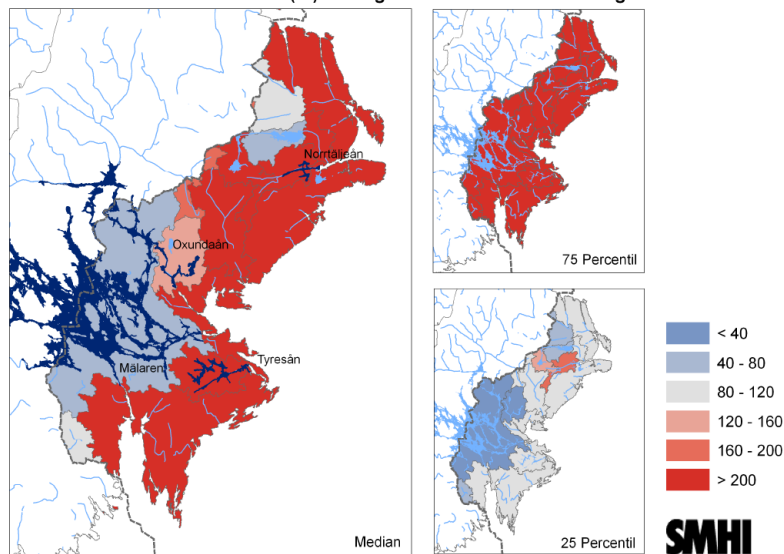 Norrtäljeån
Oxundaån
Mälaren
Tyresån
Median
75 Percentil
25 Percentil
< 40
40 - 80
80 - 120
120 - 160
160 - 200
> 200
SMHI